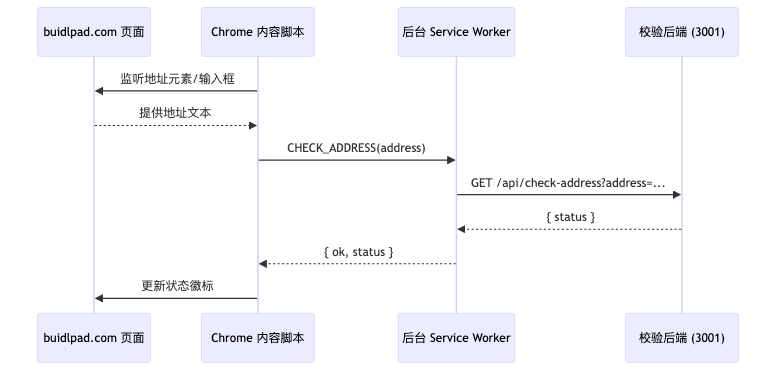 buidlpad.com 页面
Chrome 内容脚本
后台 Service Worker
校验后端 (3001)
监听地址元素/输入框
提供地址文本
CHECK_ADDRESS(address)
GET /api/check-address?address=...
{ status }
{ ok, status }
更新状态徽标
buidlpad.com 页面
Chrome 内容脚本
后台 Service Worker
校验后端 (3001)